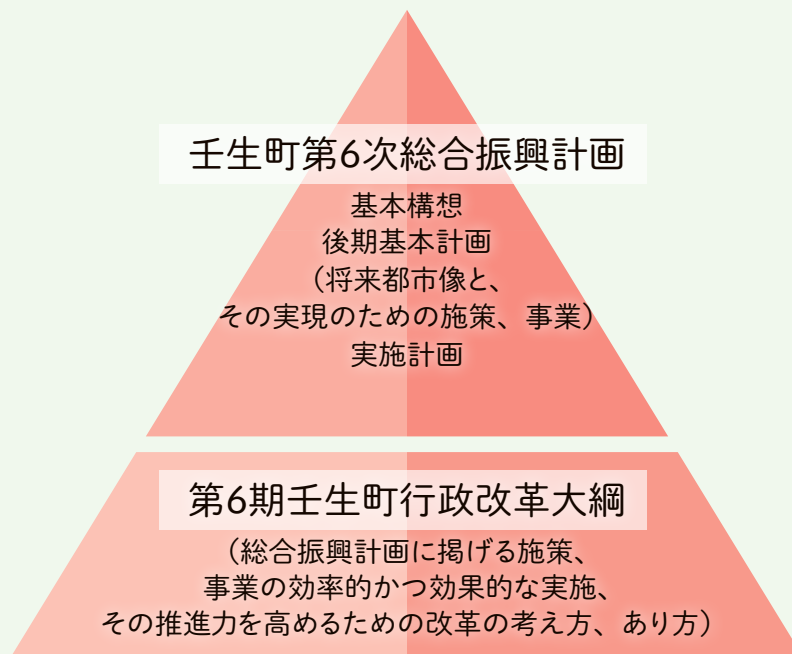 壬生町第6次総合振興計画
基本構想
後期基本計画
（将来都市像と、
その実現のための施策、事業）
実施計画
第6期壬生町行政改革大綱
（総合振興計画に掲げる施策、
事業の効率的かつ効果的な実施、
その推進力を高めるための改革の考え方、あり方）